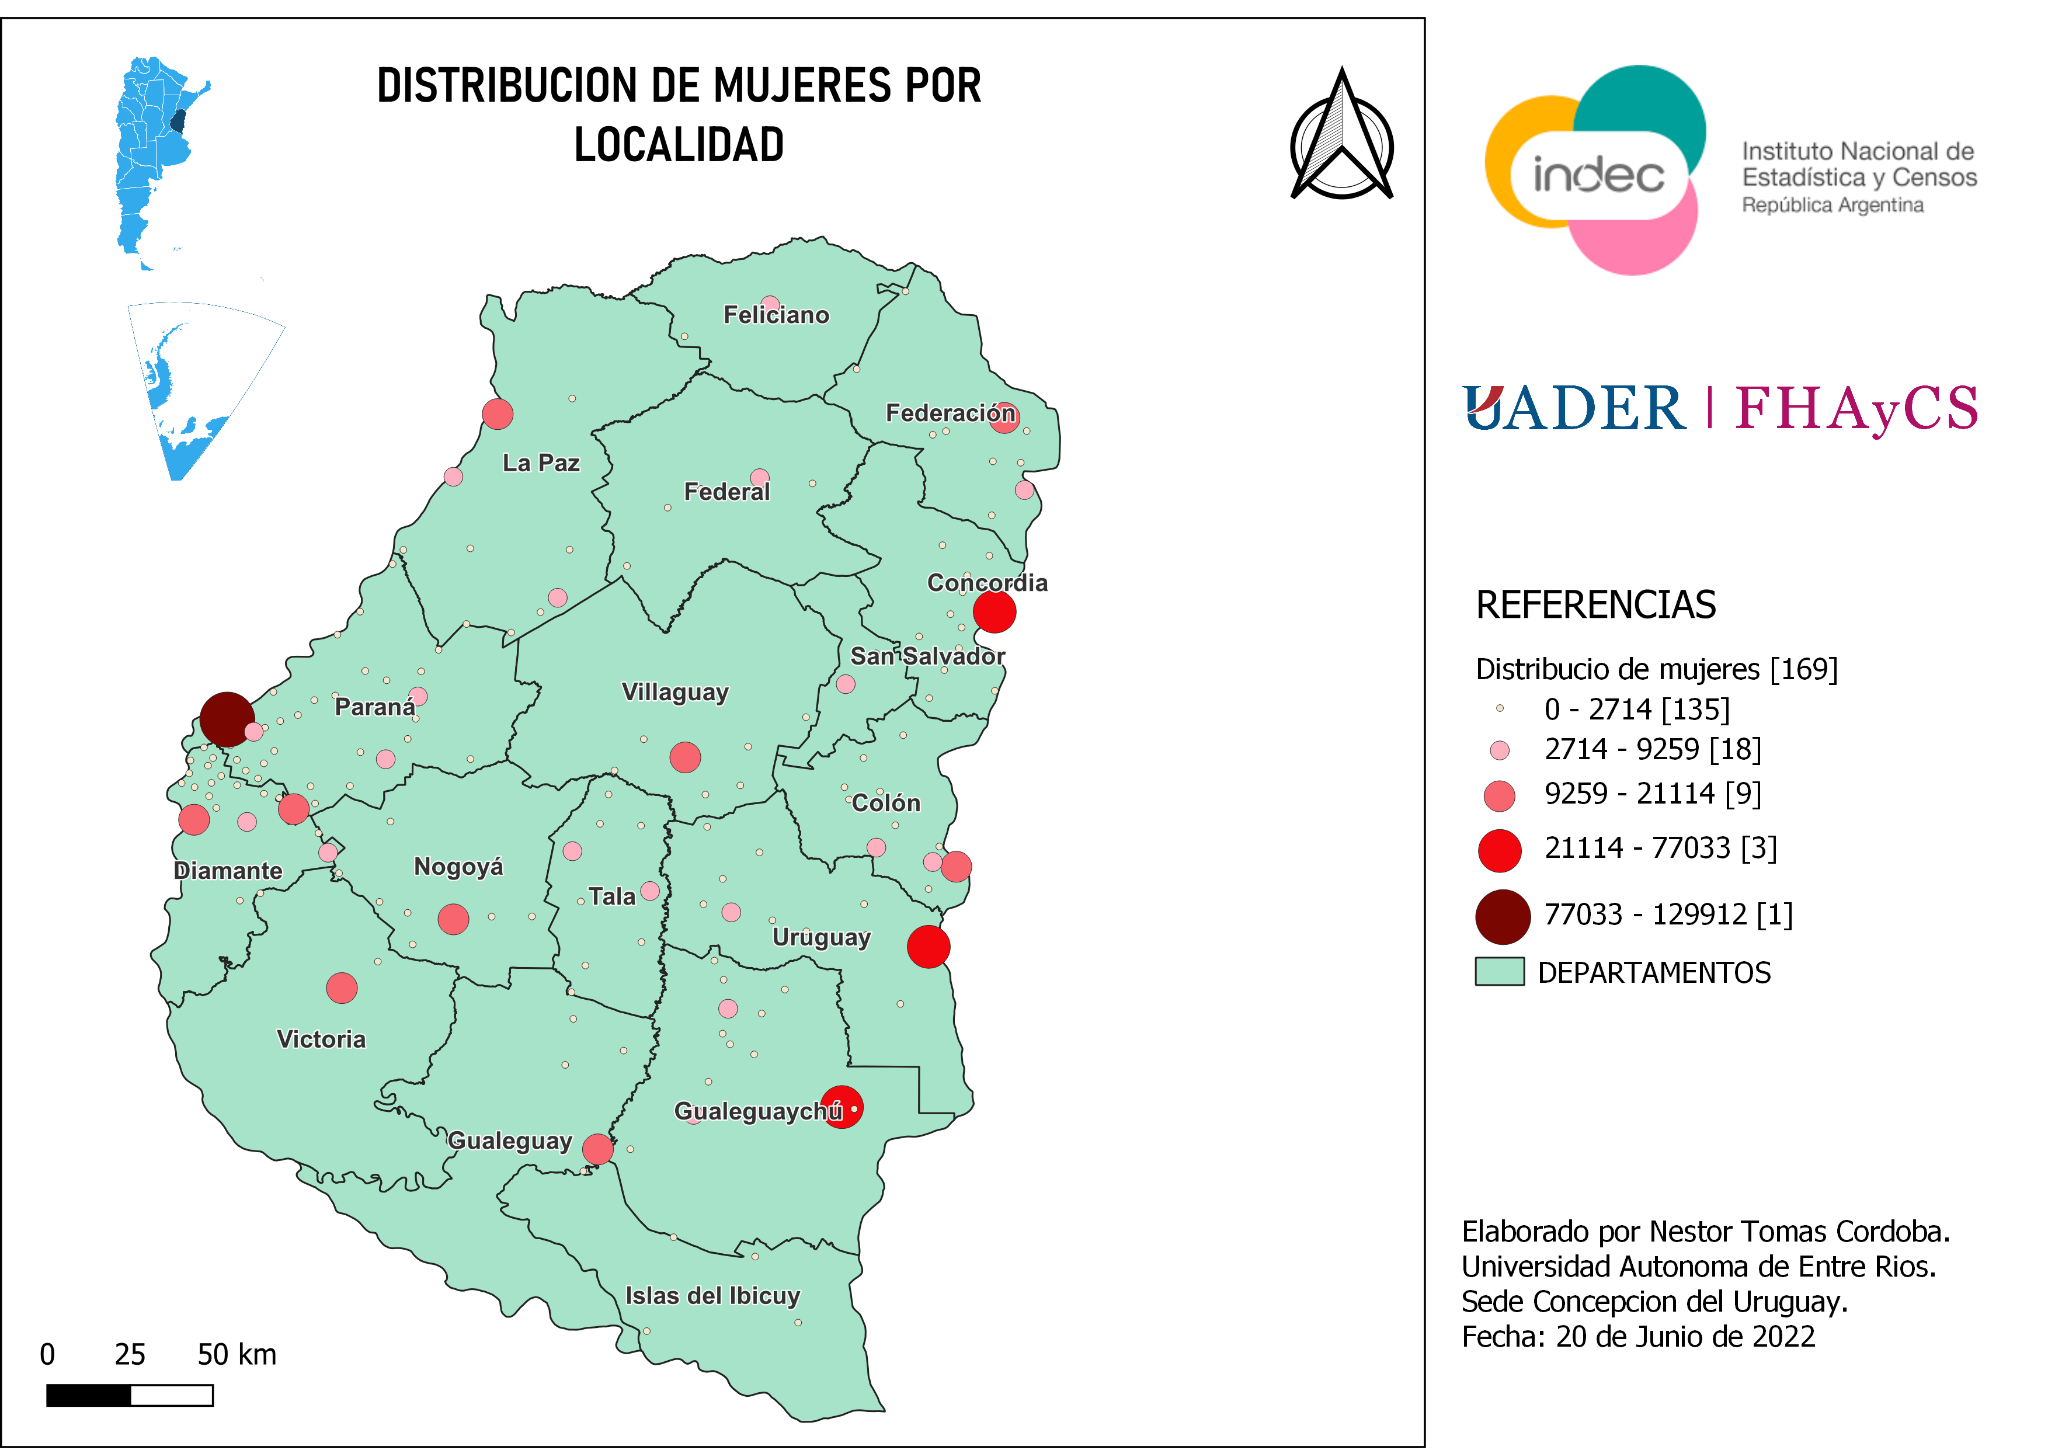 DISTRIBUCION DE MUJERES POR
LOCALIDAD
indec
Instituto Nacional de
Estadística y Censos
República Argentina
UADER | FHAyCS
Feliciano
Federación
La Paz
Federal
Concordia
San Salvador
Villaguay
Paraná
Colón
Nogoyá
Diamante
Tala
Uruguay
Victoria
Gualeguaychú
Gualeguay
Islas del Ibicuy
0 25 50 km
REFERENCIAS
Distribucio de mujeres [169]
0 - 2714 [135]
2714 - 9259 [18]
9259 - 21114 [9]
21114 - 77033 [3]
77033 - 129912 [1]
DEPARTAMENTOS
Elaborado por Nestor Tomas Cordoba.
Universidad Autonoma de Entre Rios.
Sede Concepcion del Uruguay.
Fecha: 20 de Junio de 2022